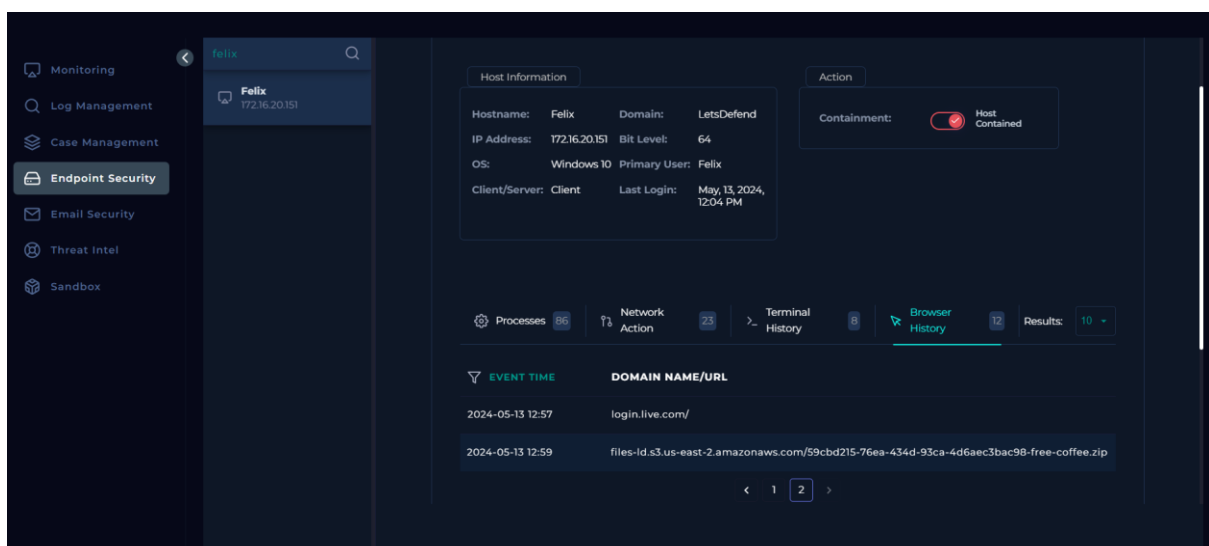 Monitoring
Log Management
Case Management
Endpoint Security
Email Security
Threat Intel
Sandbox
felix
Felix
172.16.20.151
Host Information
Hostname: Felix Domain: LetsDefend
IP Address: 172.16.20.151 Bit Level: 64
OS: Windows 10 Primary User: Felix
Client/Server: Client Last Login: May, 13, 2024,
12:04 PM
Action
Containment: Host
Contained
Processes 86
Network
Action 23
>_ Terminal
History 8
Browser
History 12
Results: 10
EVENT TIME DOMAIN NAME/URL
2024-05-13 12:57 login.live.com/
2024-05-13 12:59 files-ld.s3.us-east-2.amazonaws.com/59cbd215-76ea-434d-93ca-4d6aec3bac98-free-coffee.zip
< 1 2 >